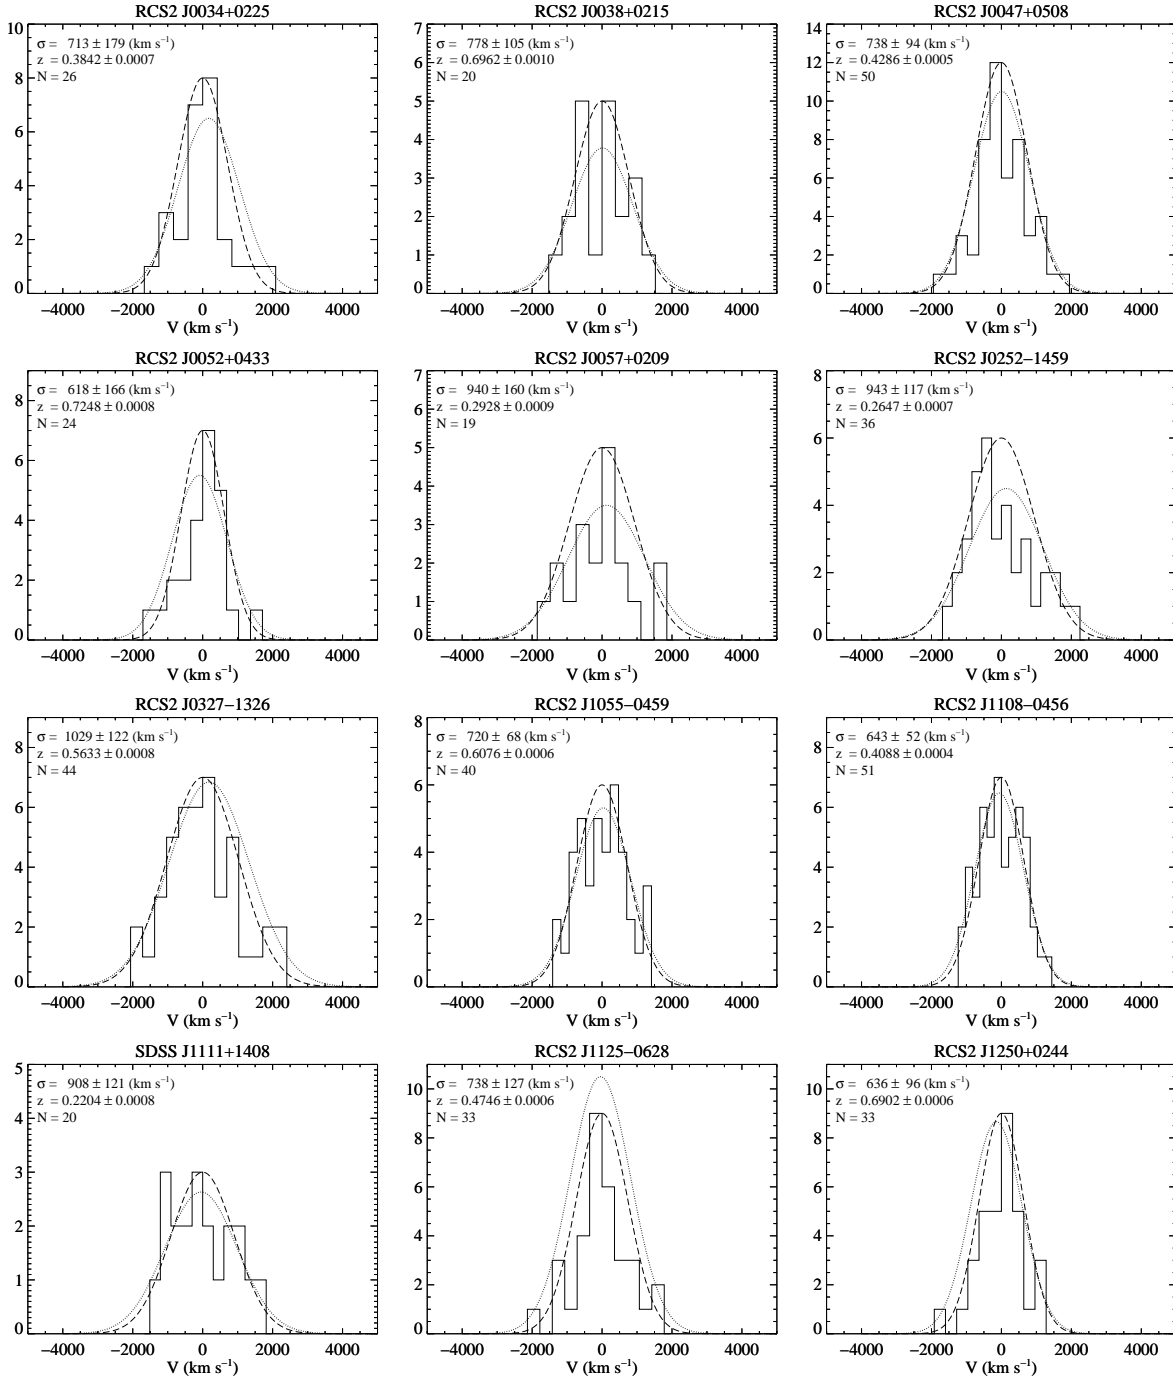 RCS2 J0034+0225
σ = 713 ± 179 (km s⁻¹)
z = 0.3842 ± 0.0007
N = 26
10
8
6
4
2
0
−4000 −2000 0 2000 4000
V (km s⁻¹)
RCS2 J0038+0215
σ = 778 ± 105 (km s⁻¹)
z = 0.6962 ± 0.0010
N = 20
7
6
5
4
3
2
1
0
−4000 −2000 0 2000 4000
V (km s⁻¹)
RCS2 J0047+0508
σ = 738 ± 94 (km s⁻¹)
z = 0.4286 ± 0.0005
N = 50
14
12
10
8
6
4
2
0
−4000 −2000 0 2000 4000
V (km s⁻¹)
RCS2 J0052+0433
σ = 618 ± 166 (km s⁻¹)
z = 0.7248 ± 0.0008
N = 24
8
6
4
2
0
−4000 −2000 0 2000 4000
V (km s⁻¹)
RCS2 J0057+0209
σ = 940 ± 160 (km s⁻¹)
z = 0.2928 ± 0.0009
N = 19
7
6
5
4
3
2
1
0
−4000 −2000 0 2000 4000
V (km s⁻¹)
RCS2 J0252−1459
σ = 943 ± 117 (km s⁻¹)
z = 0.2647 ± 0.0007
N = 36
6
4
2
0
−4000 −2000 0 2000 4000
V (km s⁻¹)
RCS2 J0327−1326
σ = 1029 ± 122 (km s⁻¹)
z = 0.5633 ± 0.0008
N = 44
8
6
4
2
0
−4000 −2000 0 2000 4000
V (km s⁻¹)
RCS2 J1055−0459
σ = 720 ± 68 (km s⁻¹)
z = 0.6076 ± 0.0006
N = 40
8
6
4
2
0
−4000 −2000 0 2000 4000
V (km s⁻¹)
RCS2 J1108−0456
σ = 643 ± 52 (km s⁻¹)
z = 0.4088 ± 0.0004
N = 51
8
6
4
2
0
−4000 −2000 0 2000 4000
V (km s⁻¹)
SDSS J1111+1408
σ = 908 ± 121 (km s⁻¹)
z = 0.2204 ± 0.0008
N = 20
5
4
3
2
1
0
−4000 −2000 0 2000 4000
V (km s⁻¹)
RCS2 J1125−0628
σ = 738 ± 127 (km s⁻¹)
z = 0.4746 ± 0.0006
N = 33
10
8
6
4
2
0
−4000 −2000 0 2000 4000
V (km s⁻¹)
RCS2 J1250+0244
σ = 636 ± 96 (km s⁻¹)
z = 0.6902 ± 0.0006
N = 33
10
8
6
4
2
0
−4000 −2000 0 2000 4000
V (km s⁻¹)